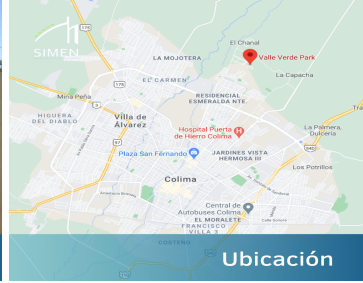 SIMEN
El Chanal
Valle Verde Park
LA MOJOTERA
La Capacha
EL CARMEN
Mina Peña
RESIDENCIAL
ESMERALDA NTE.
HIGUERA
DEL DIABLO
Villa de
Álvarez
Hospital Puerta
de Hierro Colima
La Palmera,
Dulcería
Plaza San Fernando
JARDINES VISTA
HERMOSA III
Los Potrillos
Colima
Central de
Autobuses Colima
EL MORALETE
FRANCISCO
VILLA 3
COSTEÑO
Ubicación